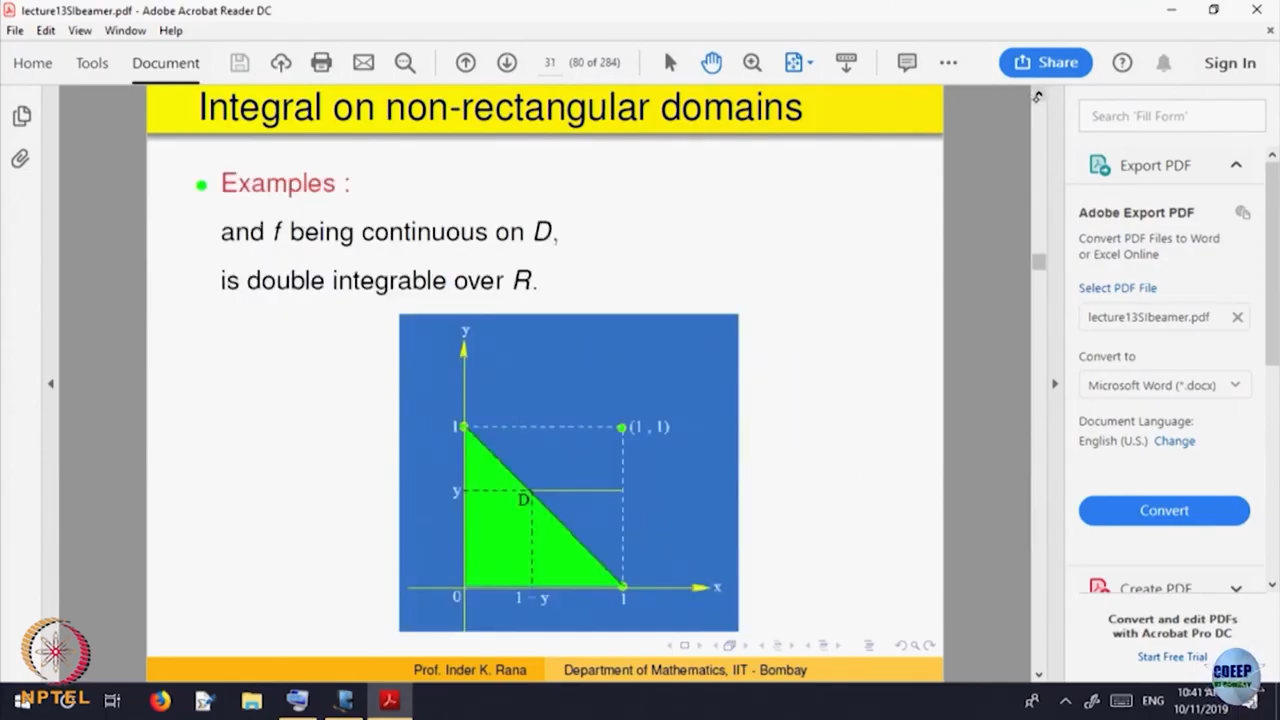 lecture13SIbeamer.pdf - Adobe Acrobat Reader DC
File Edit View Window Help
Home Tools Document 31 (80 of 284) Share Sign In
Integral on non-rectangular domains
Examples :
and f being continuous on D,
is double integrable over R.
y
1 (1 , 1)
y
D
0 1 – y 1 x
Prof. Inder K. Rana Department of Mathematics, IIT - Bombay
Search 'Fill Form'
Export PDF
Adobe Export PDF
Convert PDF Files to Word
or Excel Online
Select PDF File
lecture13SIbeamer.pdf
Convert to
Microsoft Word (*.docx)
Document Language:
English (U.S.) Change
Convert
Create PDF
Convert and edit PDFs
with Acrobat Pro DC
Start Free Trial
NPTEL
CDEEP
IIT BOMBAY
ENG
10:41
10/11/2019